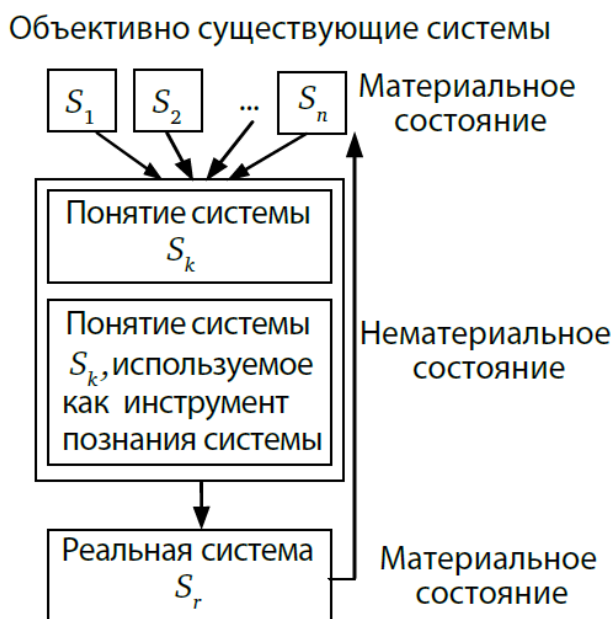 Объективно существующие системы
S1 S2 ... Sn
Материальное
состояние
Понятие системы
Sk
Понятие системы
Sk, используемое
как инструмент
познания системы
Нематериальное
состояние
Реальная система
Sr
Материальное
состояние